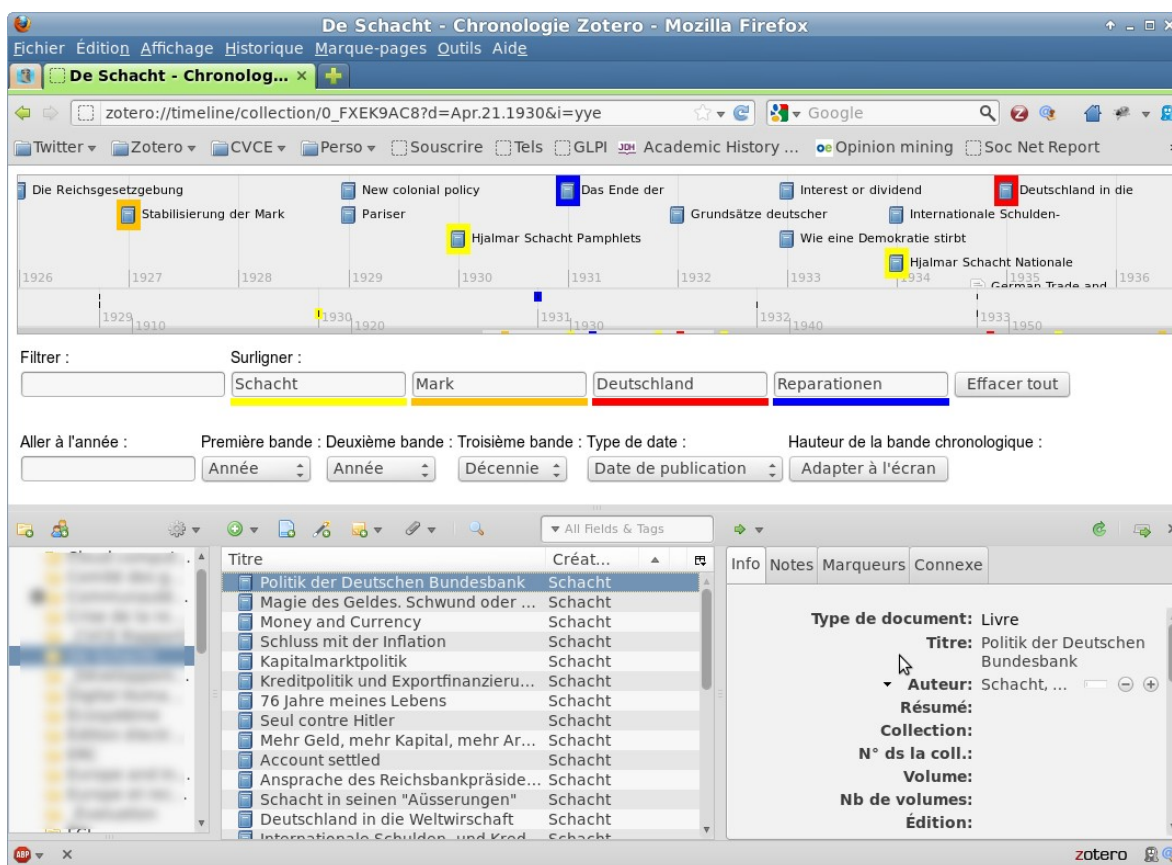 De Schacht - Chronologie Zotero - Mozilla Firefox
Fichier Édition Affichage Historique Marque-pages Outils Aide
De Schacht - Chronolog... ×
zotero://timeline/collection/0_FXEK9AC8?d=Apr.21.1930&i=yye Google
Twitter Zotero CVCE Perso Souscrire Tels GLPI JDH Academic History ... oe Opinion mining Soc Net Report
Die Reichsgesetzgebung New colonial policy Das Ende der Interest or dividend Deutschland in die
Stabilisierung der Mark Pariser Grundsätze deutscher Internationale Schulden-
Hjalmar Schacht Pamphlets Wie eine Demokratie stirbt
Hjalmar Schacht Nationale
1926 1927 1928 1929 1930 1931 1932 1933 1934 1935 1936
German Trade and
1929 1930 1931 1932 1933
1910 1920 1930 1940 1950
Filtrer : Surligner :
Schacht Mark Deutschland Reparationen Effacer tout
Aller à l'année : Première bande : Deuxième bande : Troisième bande : Type de date : Hauteur de la bande chronologique :
Année Année Décennie Date de publication Adapter à l'écran
All Fields & Tags
Titre Créat...
Info Notes Marqueurs Connexe
Politik der Deutschen Bundesbank Schacht
Magie des Geldes. Schwund oder ... Schacht
Money and Currency Schacht
Schluss mit der Inflation Schacht
Kapitalmarktpolitik Schacht
Kreditpolitik und Exportfinanzieru... Schacht
76 Jahre meines Lebens Schacht
Seul contre Hitler Schacht
Mehr Geld, mehr Kapital, mehr Ar... Schacht
Account settled Schacht
Ansprache des Reichsbankpräside... Schacht
Schacht in seinen "Aüsserungen" Schacht
Deutschland in die Weltwirschaft Schacht
Internationale Schulden- und Kred... Schacht
Type de document: Livre
Titre: Politik der Deutschen
Bundesbank
Auteur: Schacht, ...
Résumé:
Collection:
N° ds la coll.:
Volume:
Nb de volumes:
Édition:
ABP × zotero